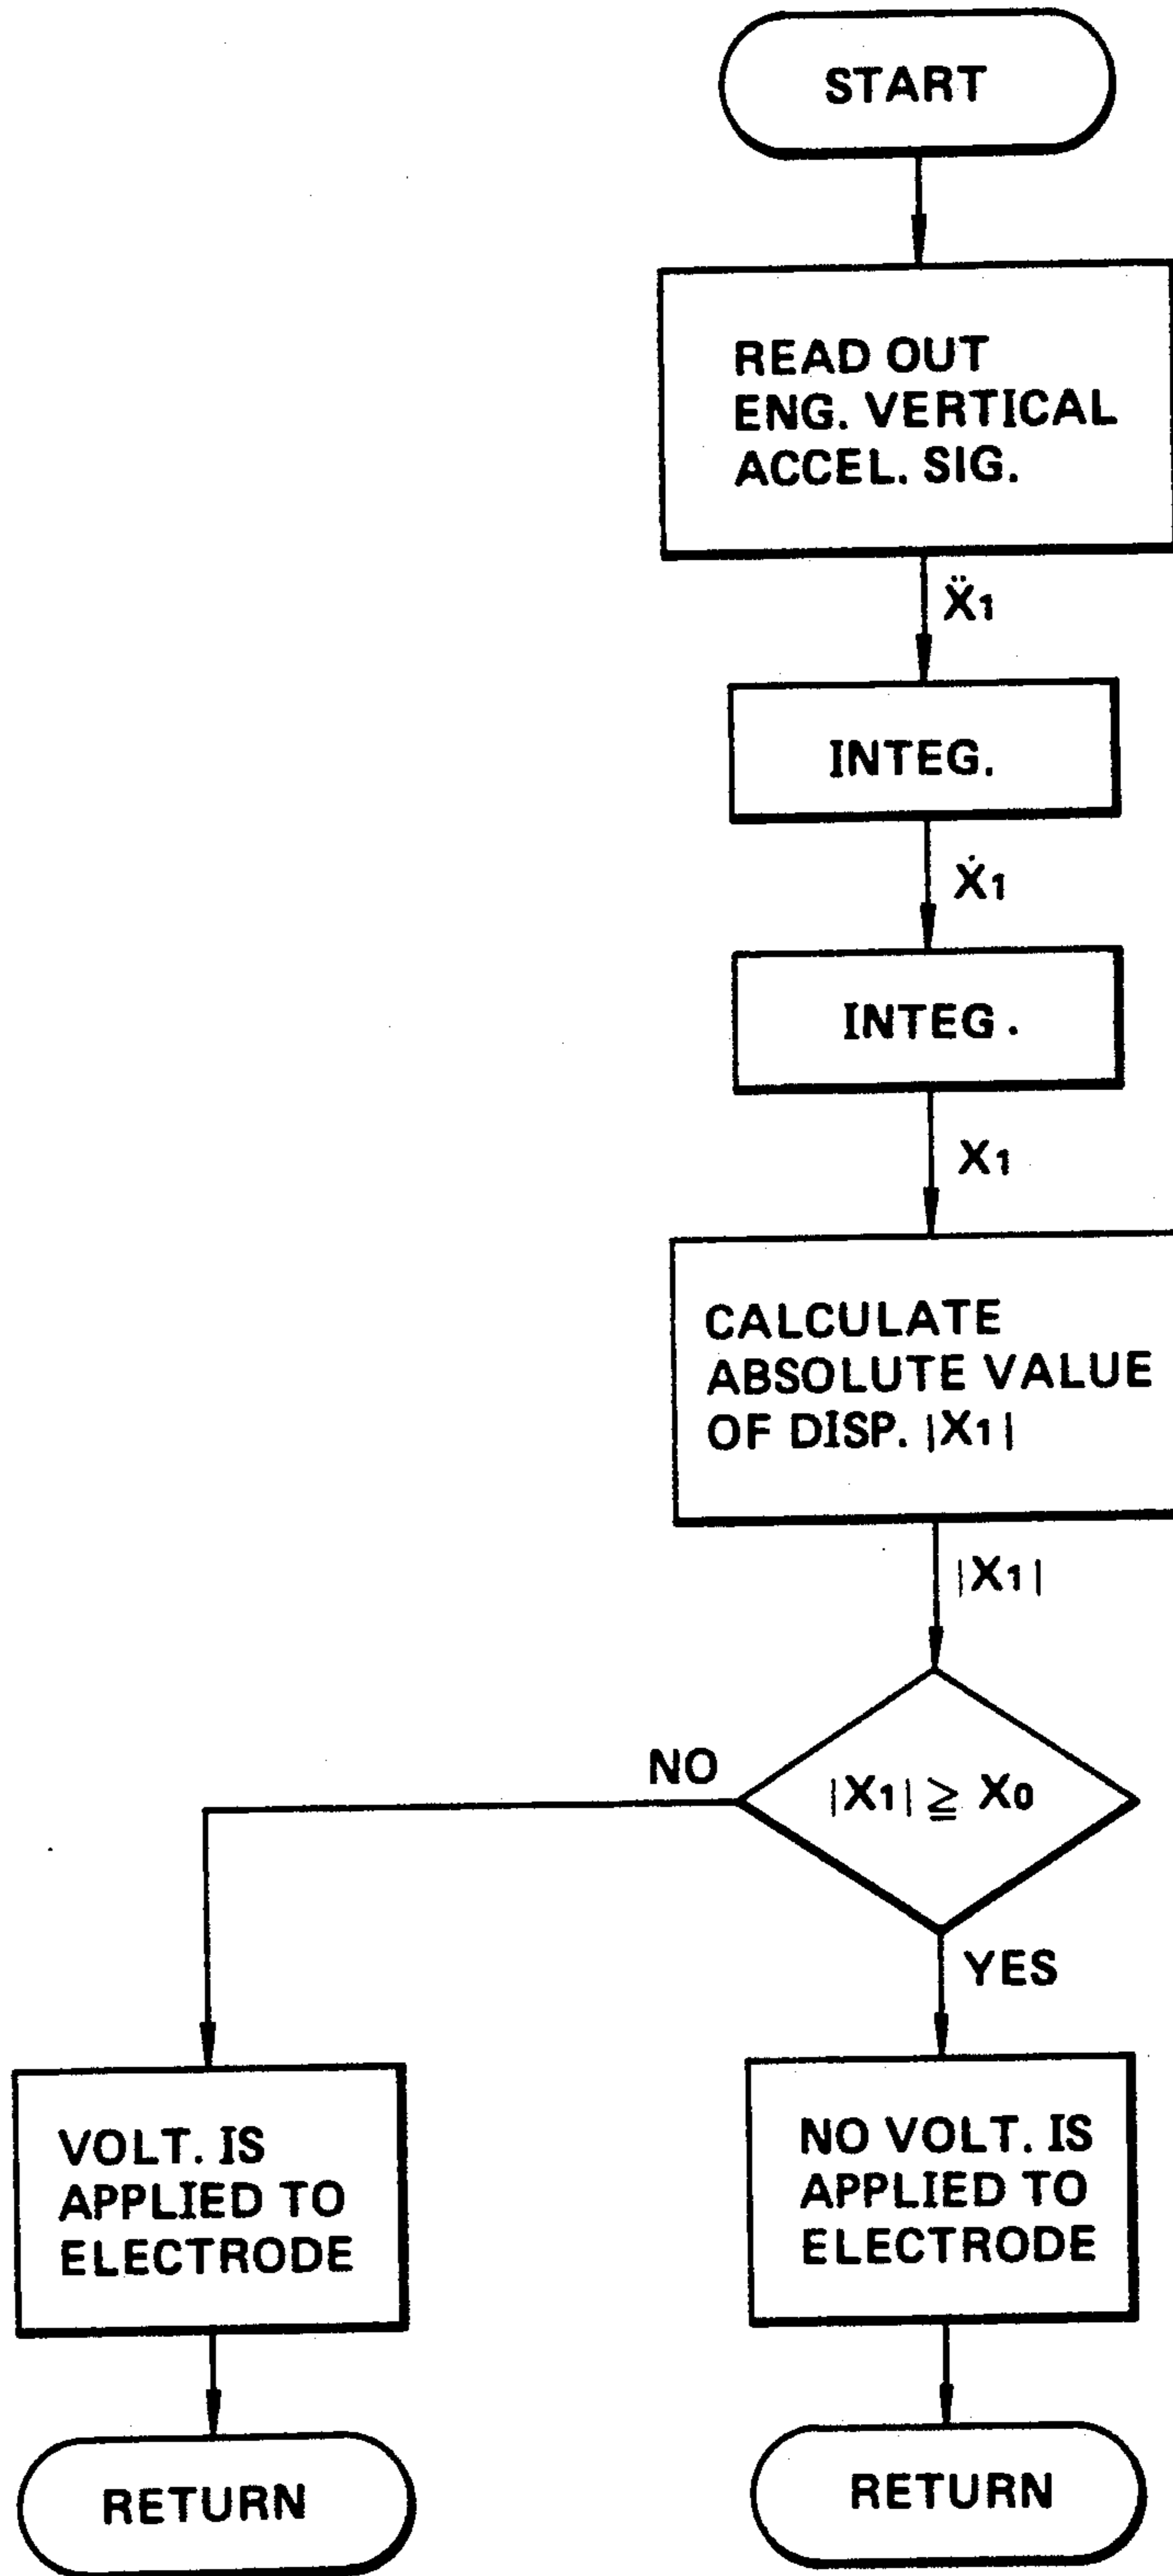 START
READ OUT
ENG. VERTICAL
ACCEL. SIG.
Ẍ1
INTEG.
Ẋ1
INTEG.
X1
CALCULATE
ABSOLUTE VALUE
OF DISP. |X1|
|X1|
|X1| ≧ X0
NO
YES
VOLT. IS
APPLIED TO
ELECTRODE
NO VOLT. IS
APPLIED TO
ELECTRODE
RETURN
RETURN